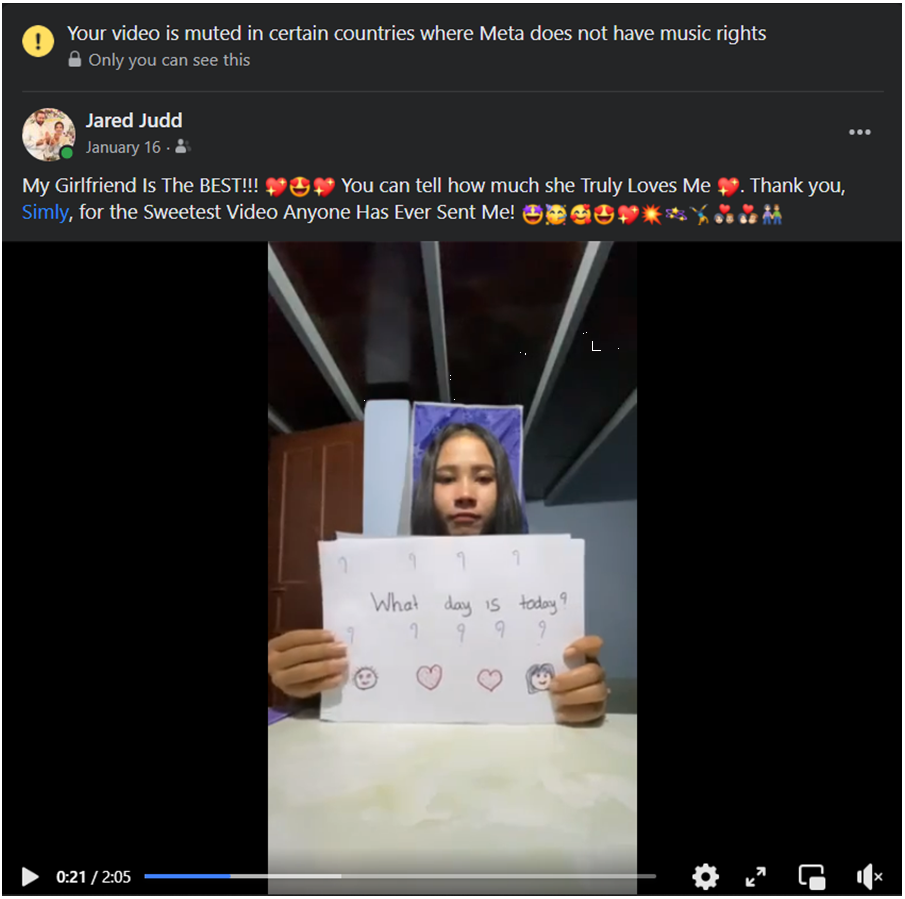 Your video is muted in certain countries where Meta does not have music rights
Only you can see this
Jared Judd
January 16 ·
My Girlfriend Is The BEST!!! 💖🤩💖 You can tell how much she Truly Loves Me 💖. Thank you,
Simly, for the Sweetest Video Anyone Has Ever Sent Me! 🤩🥳🥰🤩💖💥💫🤸💑💑👫
? ? ? ?
What day is today?
? ? ? ? ?
0:21 / 2:05